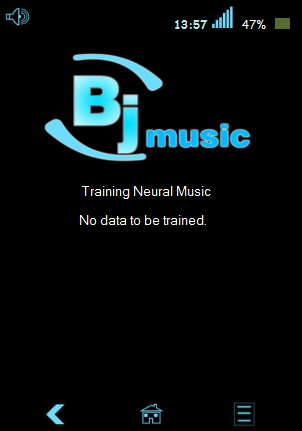 13:57 47%
Bj music
Training Neural Music
No data to be trained.